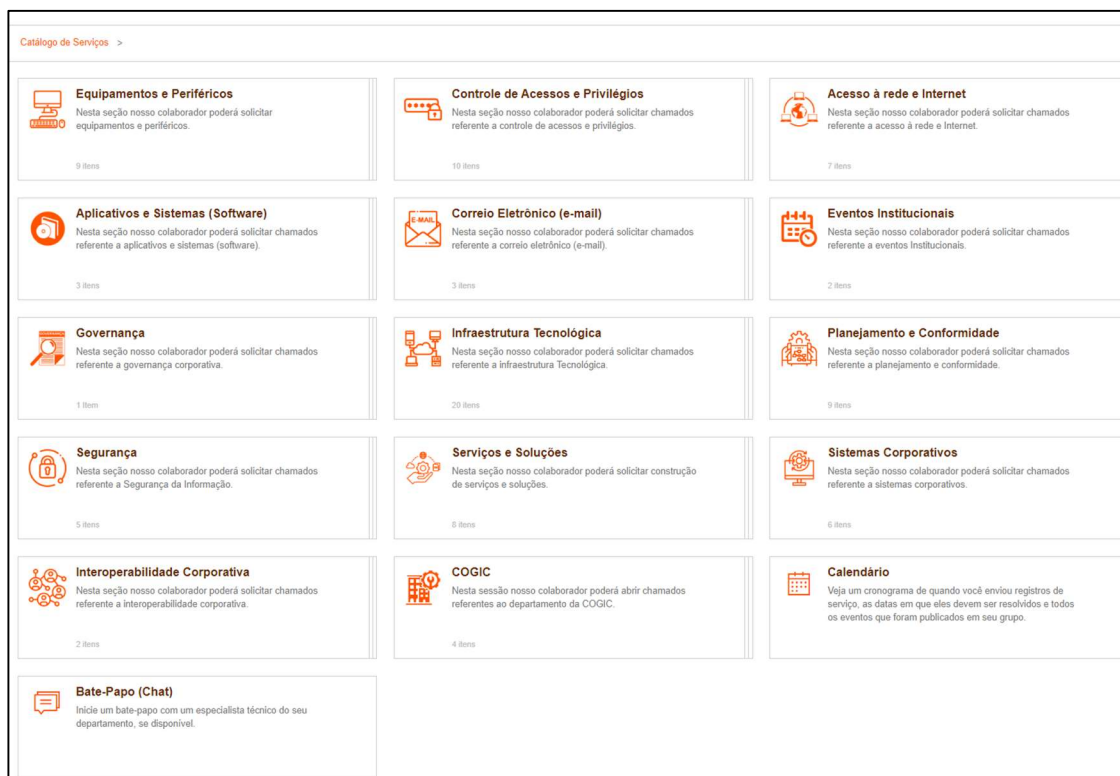 Catálogo de Serviços >
Equipamentos e Periféricos
Nesta seção nosso colaborador poderá solicitar
equipamentos e periféricos.
9 itens
Controle de Acessos e Privilégios
Nesta seção nosso colaborador poderá solicitar chamados
referente a controle de acessos e privilégios.
10 itens
Acesso à rede e Internet
Nesta seção nosso colaborador poderá solicitar chamados
referente a acesso à rede e Internet.
7 itens
Aplicativos e Sistemas (Software)
Nesta seção nosso colaborador poderá solicitar chamados
referente a aplicativos e sistemas (software).
3 itens
E-MAIL
Correio Eletrônico (e-mail)
Nesta seção nosso colaborador poderá solicitar chamados
referente a correio eletrônico (e-mail).
3 itens
Eventos Institucionais
Nesta seção nosso colaborador poderá solicitar chamados
referente a eventos Institucionais.
2 itens
Governança
Nesta seção nosso colaborador poderá solicitar chamados
referente a governança corporativa.
1 Item
Infraestrutura Tecnológica
Nesta seção nosso colaborador poderá solicitar chamados
referente a infraestrutura Tecnológica.
20 itens
Planejamento e Conformidade
Nesta seção nosso colaborador poderá solicitar chamados
referente a planejamento e conformidade.
9 itens
Segurança
Nesta seção nosso colaborador poderá solicitar chamados
referente a Segurança da Informação.
5 itens
Serviços e Soluções
Nesta seção nosso colaborador poderá solicitar construção
de serviços e soluções.
8 itens
Sistemas Corporativos
Nesta seção nosso colaborador poderá solicitar chamados
referente a sistemas corporativos.
6 itens
Interoperabilidade Corporativa
Nesta seção nosso colaborador poderá solicitar chamados
referente a interoperabilidade corporativa.
2 itens
COGIC
Nesta sessão nosso colaborador poderá abrir chamados
referentes ao departamento da COGIC.
4 itens
Calendário
Veja um cronograma de quando você enviou registros de
serviço, as datas em que eles devem ser resolvidos e todos
os eventos que foram publicados em seu grupo.
Bate-Papo (Chat)
Inicie um bate-papo com um especialista técnico do seu
departamento, se disponível.